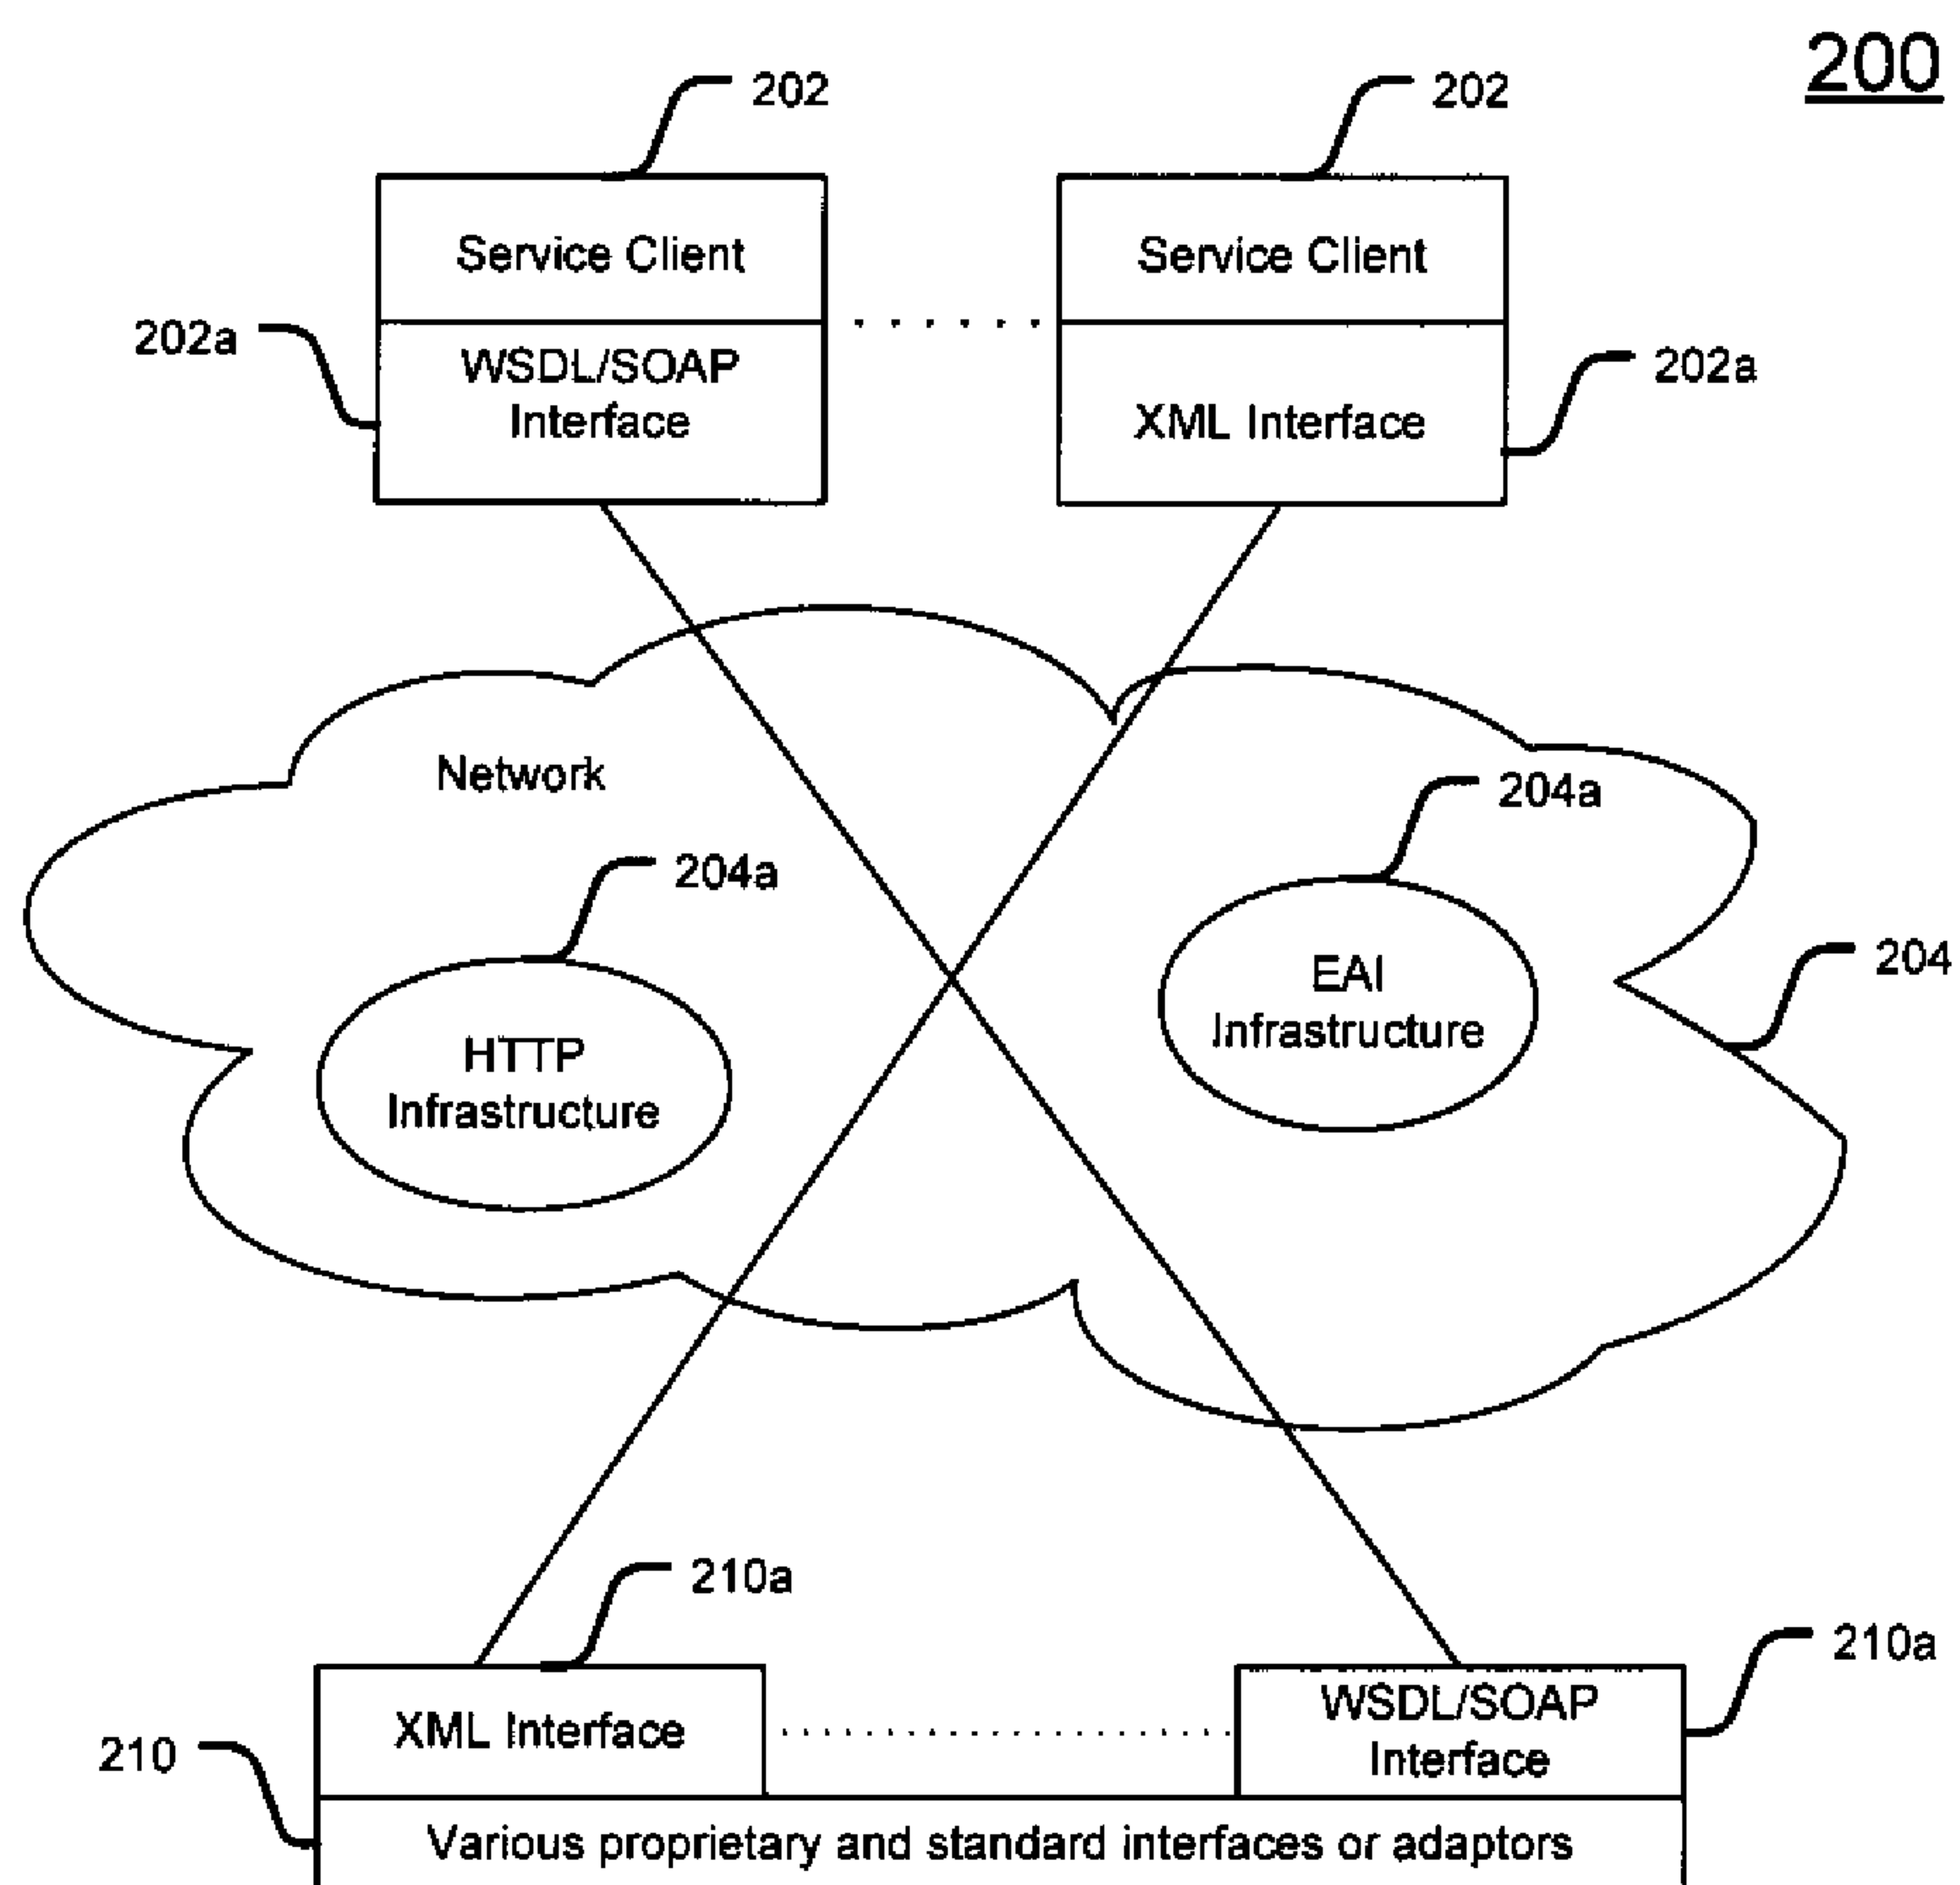 200
202
202
Service Client
Service Client
202a
WSDL/SOAP
Interface
XML Interface
202a
Network
204a
204a
EAI
Infrastructure
204
HTTP
Infrastructure
210a
210a
XML Interface
WSDL/SOAP
Interface
210
Various proprietary and standard interfaces or adaptors